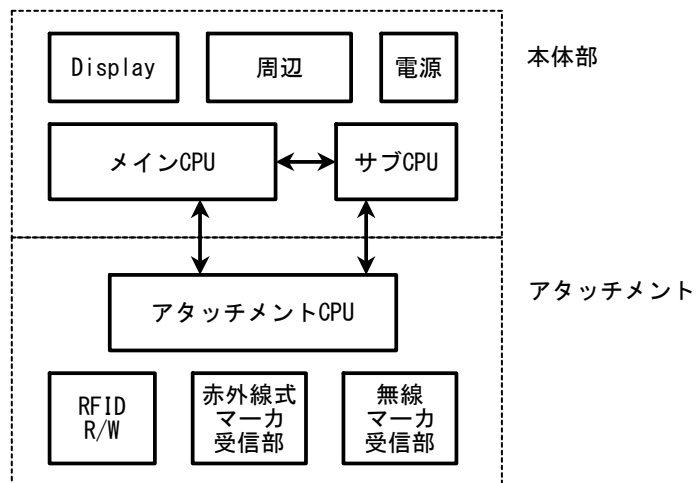 Display
周辺
電源
本体部
メインCPU
サブCPU
アタッチメント
アタッチメントCPU
RFID
R/W
赤外線式
マーカ
受信部
無線
マーカ
受信部